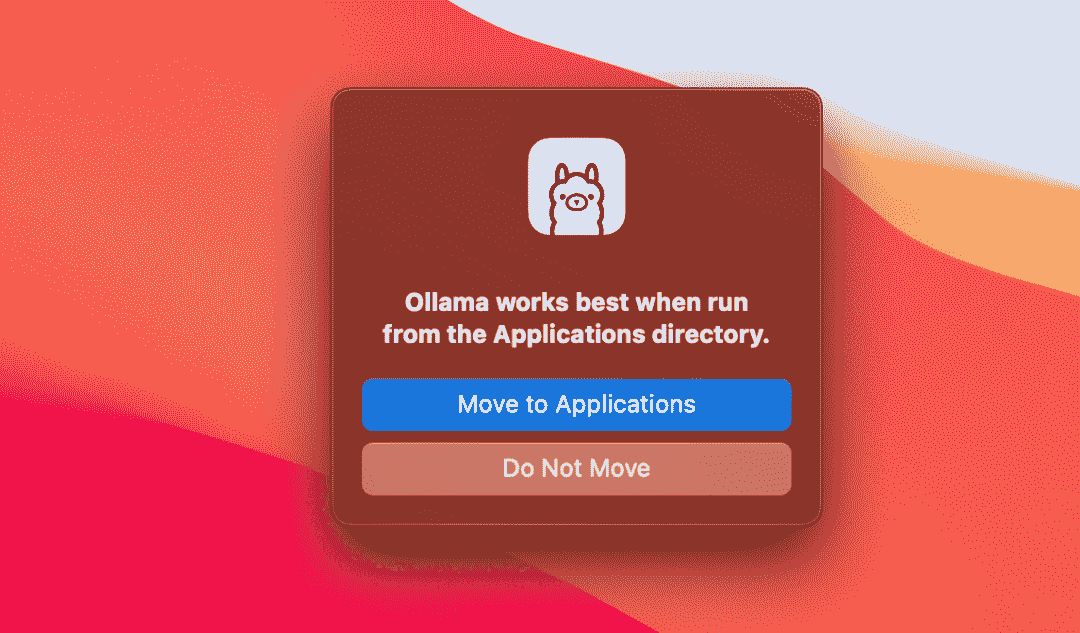 Ollama works best when run
from the Applications directory.
Move to Applications
Do Not Move